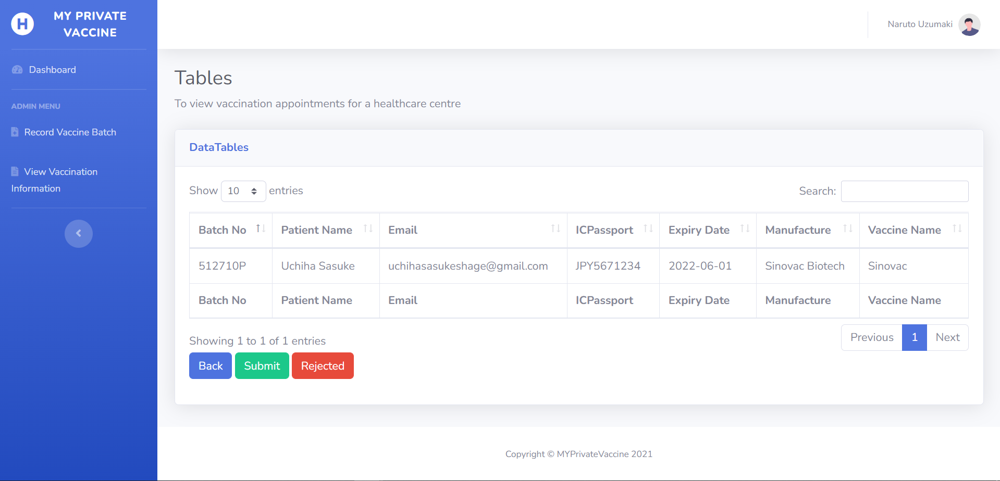 H
MY PRIVATE
VACCINE
Naruto Uzumaki
Dashboard
ADMIN MENU
Record Vaccine Batch
View Vaccination
Information
Tables
To view vaccination appointments for a healthcare centre
DataTables
Show 10 entries Search:
Batch No Patient Name Email ICPassport Expiry Date Manufacture Vaccine Name
512710P Uchiha Sasuke uchihasasukeshage@gmail.com JPY5671234 2022-06-01 Sinovac Biotech Sinovac
Batch No Patient Name Email ICPassport Expiry Date Manufacture Vaccine Name
Showing 1 to 1 of 1 entries Previous 1 Next
Back Submit Rejected
Copyright © MYPrivateVaccine 2021